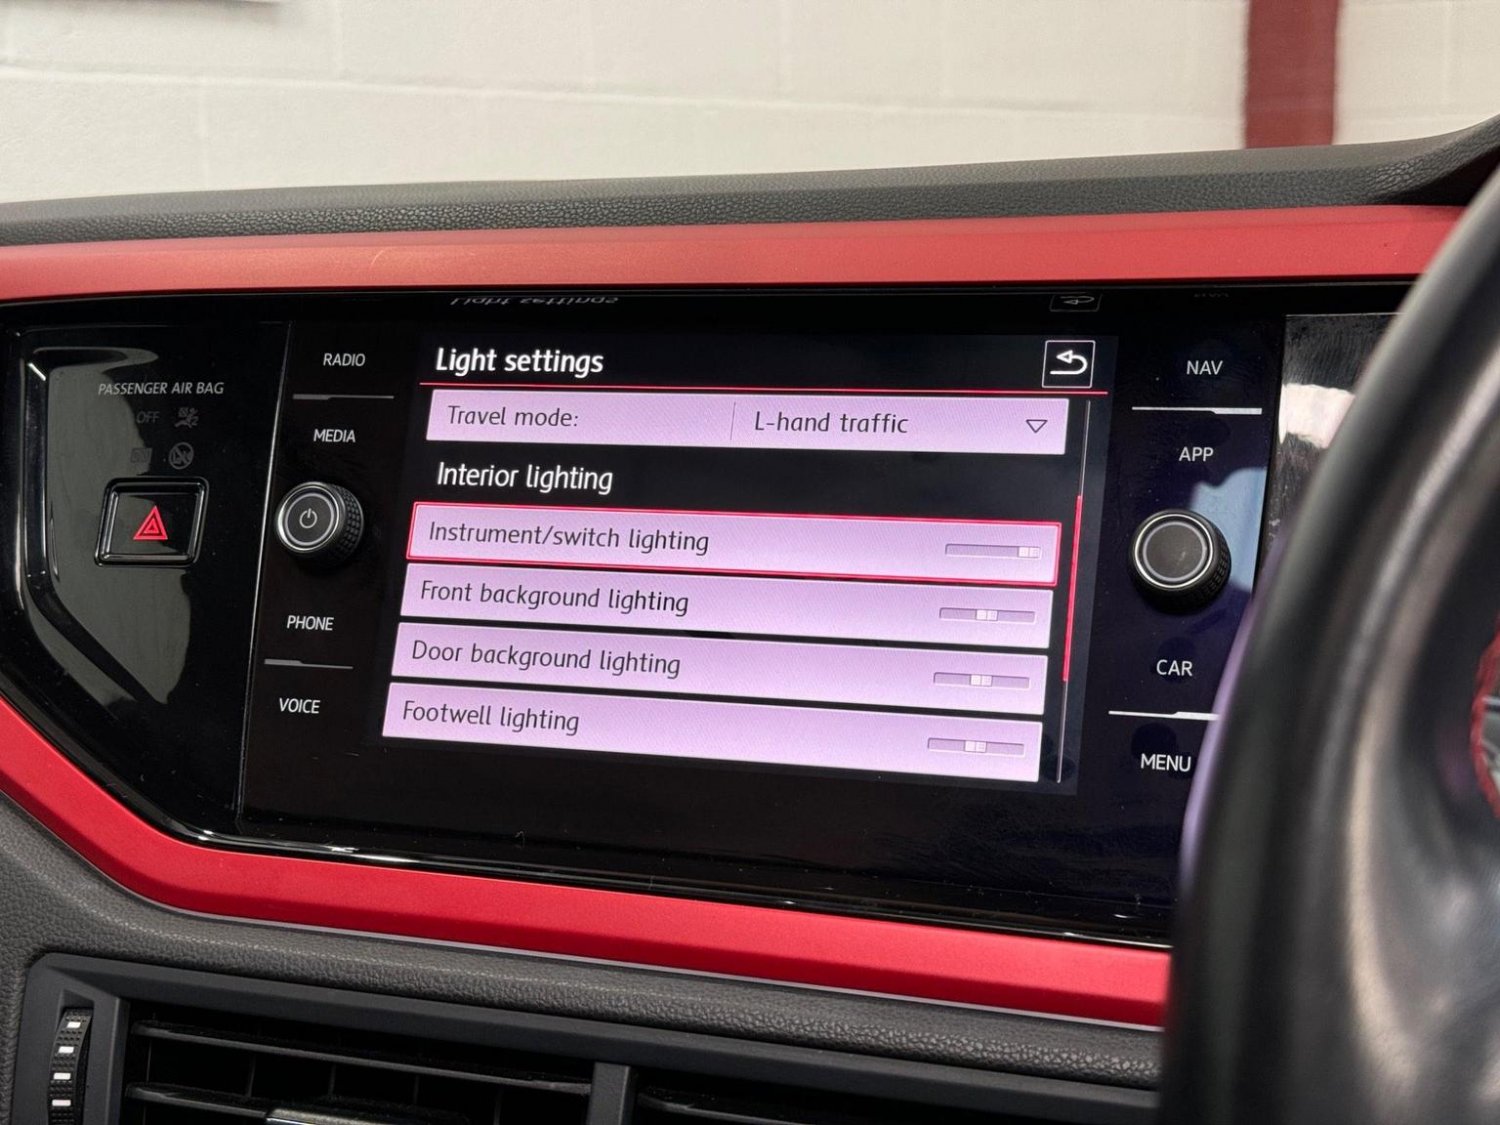 PASSENGER AIR BAG
OFF
RADIO
MEDIA
PHONE
VOICE
Light settings
Travel mode: L-hand traffic
Interior lighting
Instrument/switch lighting
Front background lighting
Door background lighting
Footwell lighting
NAV
APP
CAR
MENU